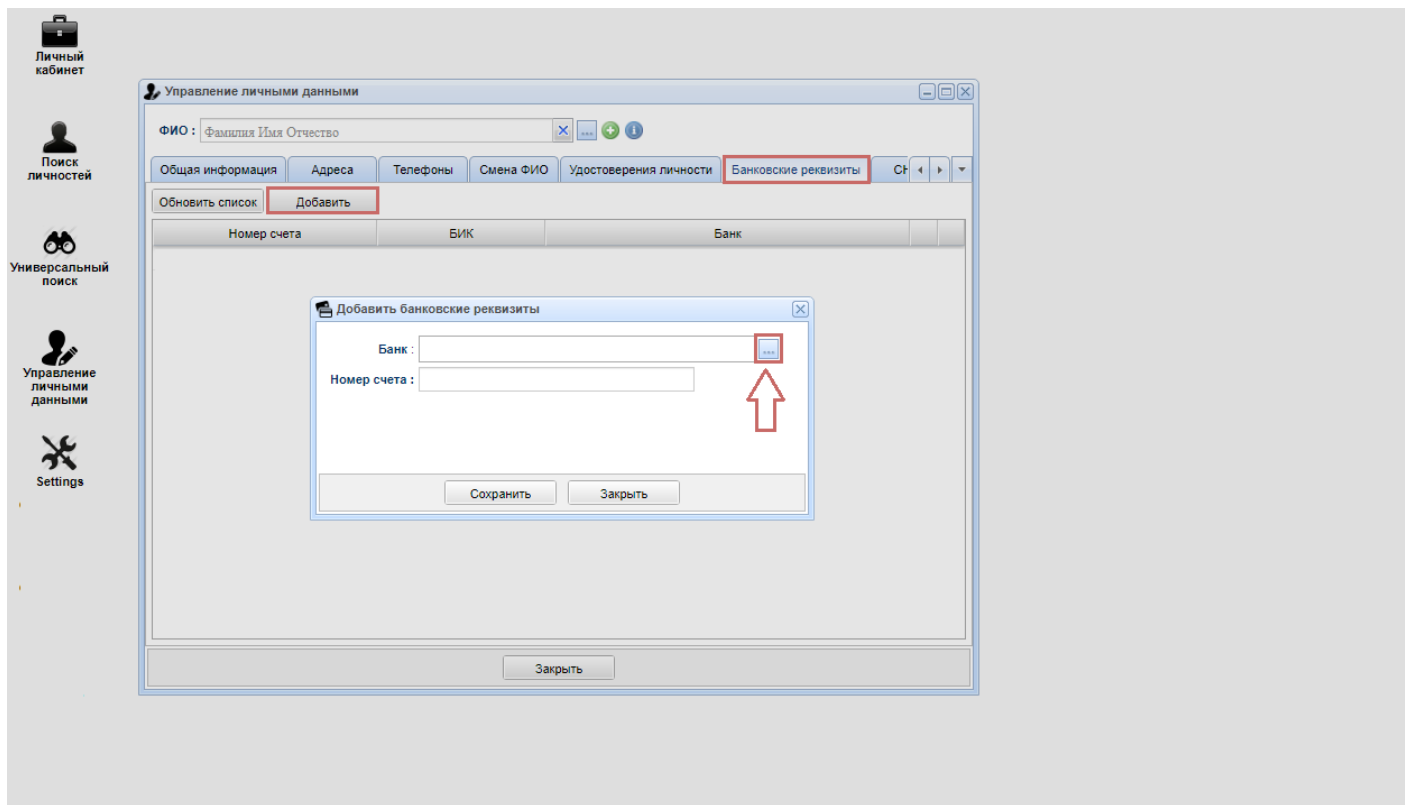 Личный
кабинет
Поиск
личностей
Универсальный
поиск
Управление
личными
данными
Settings
Управление личными данными
ФИО : Фамилия Имя Отчество ...
Общая информация Адреса Телефоны Смена ФИО Удостоверения личности Банковские реквизиты
Обновить список Добавить
Номер счета БИК Банк
Добавить банковские реквизиты
Банк : ...
Номер счета :
Сохранить Закрыть
Закрыть